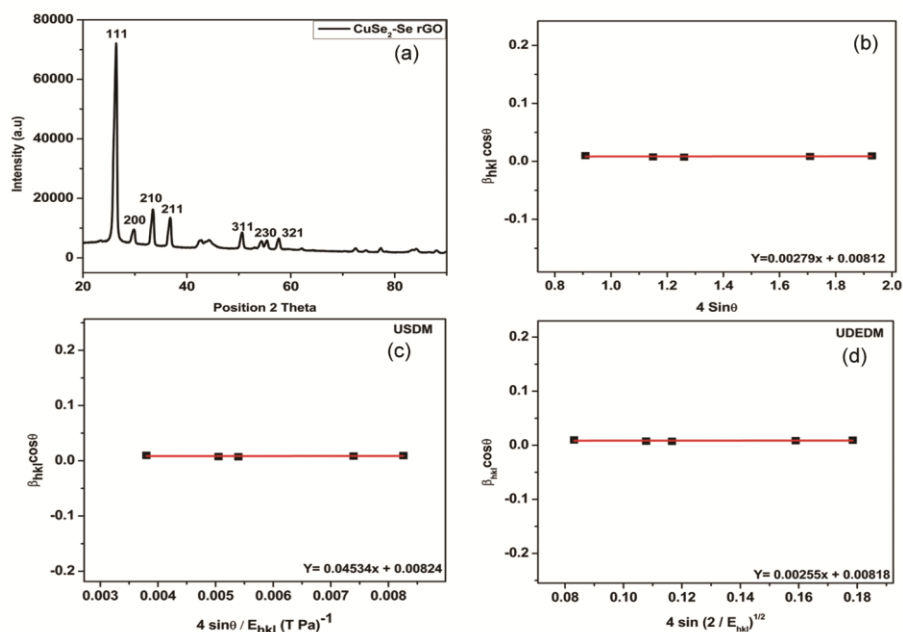 80000
60000
40000
20000
0
Intensity (a.u)
CuSe₂-Se rGO
(a)
111
200
210
211
311
230
321
20
40
60
80
Position 2 Theta
0.2
0.1
0.0
-0.1
βhkl cosθ
(b)
Y=0.00279x + 0.00812
0.8
1.0
1.2
1.4
1.6
1.8
2.0
4 Sinθ
USDM
(c)
0.2
0.1
0.0
-0.1
-0.2
βhkl cosθ
Y= 0.04534x + 0.00824
0.003
0.004
0.005
0.006
0.007
0.008
4 sinθ / Ehkl (T Pa)⁻¹
UDEDM
(d)
0.2
0.1
0.0
-0.1
-0.2
βhkl cosθ
Y= 0.00255x + 0.00818
0.08
0.10
0.12
0.14
0.16
0.18
4 sin (2 / Ehkl)¹/²